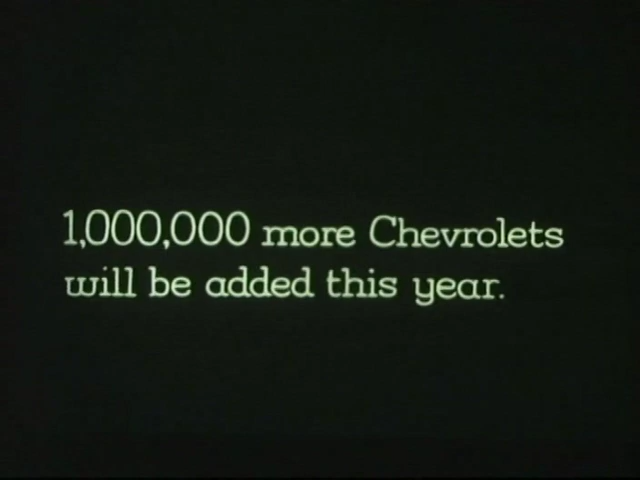 1,000,000 more Chevrolets
will be added this year.